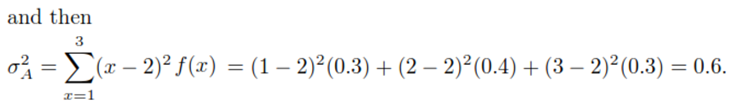 and then
σ²_A = ∑_{x=1}^{3} (x − 2)² f(x) = (1 − 2)²(0.3) + (2 − 2)²(0.4) + (3 − 2)²(0.3) = 0.6.